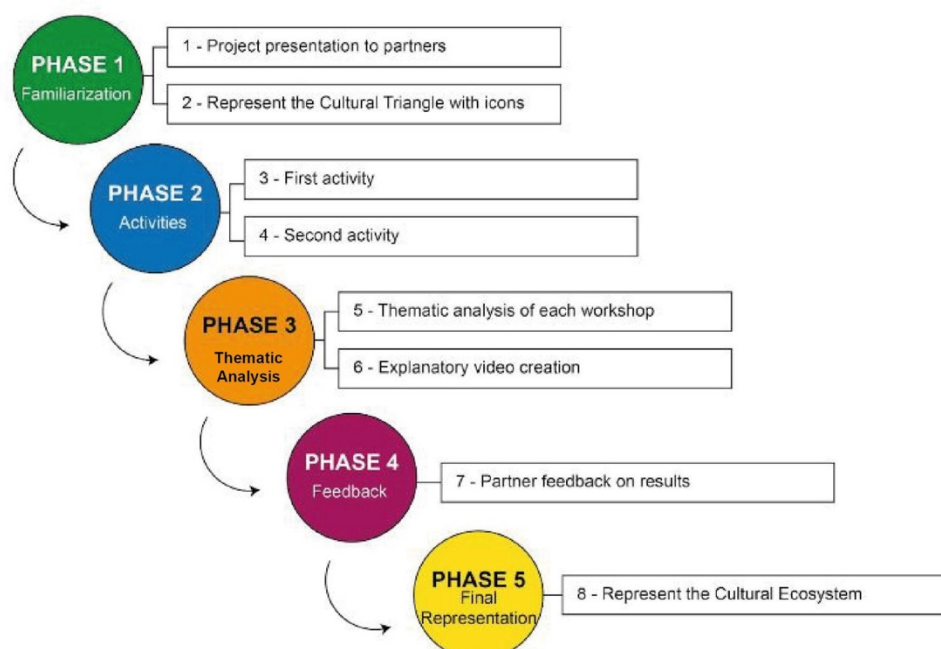 PHASE 1
Familiarization
1 - Project presentation to partners
2 - Represent the Cultural Triangle with icons
PHASE 2
Activities
3 - First activity
4 - Second activity
PHASE 3
Thematic
Analysis
5 - Thematic analysis of each workshop
6 - Explanatory video creation
PHASE 4
Feedback
7 - Partner feedback on results
PHASE 5
Final
Representation
8 - Represent the Cultural Ecosystem